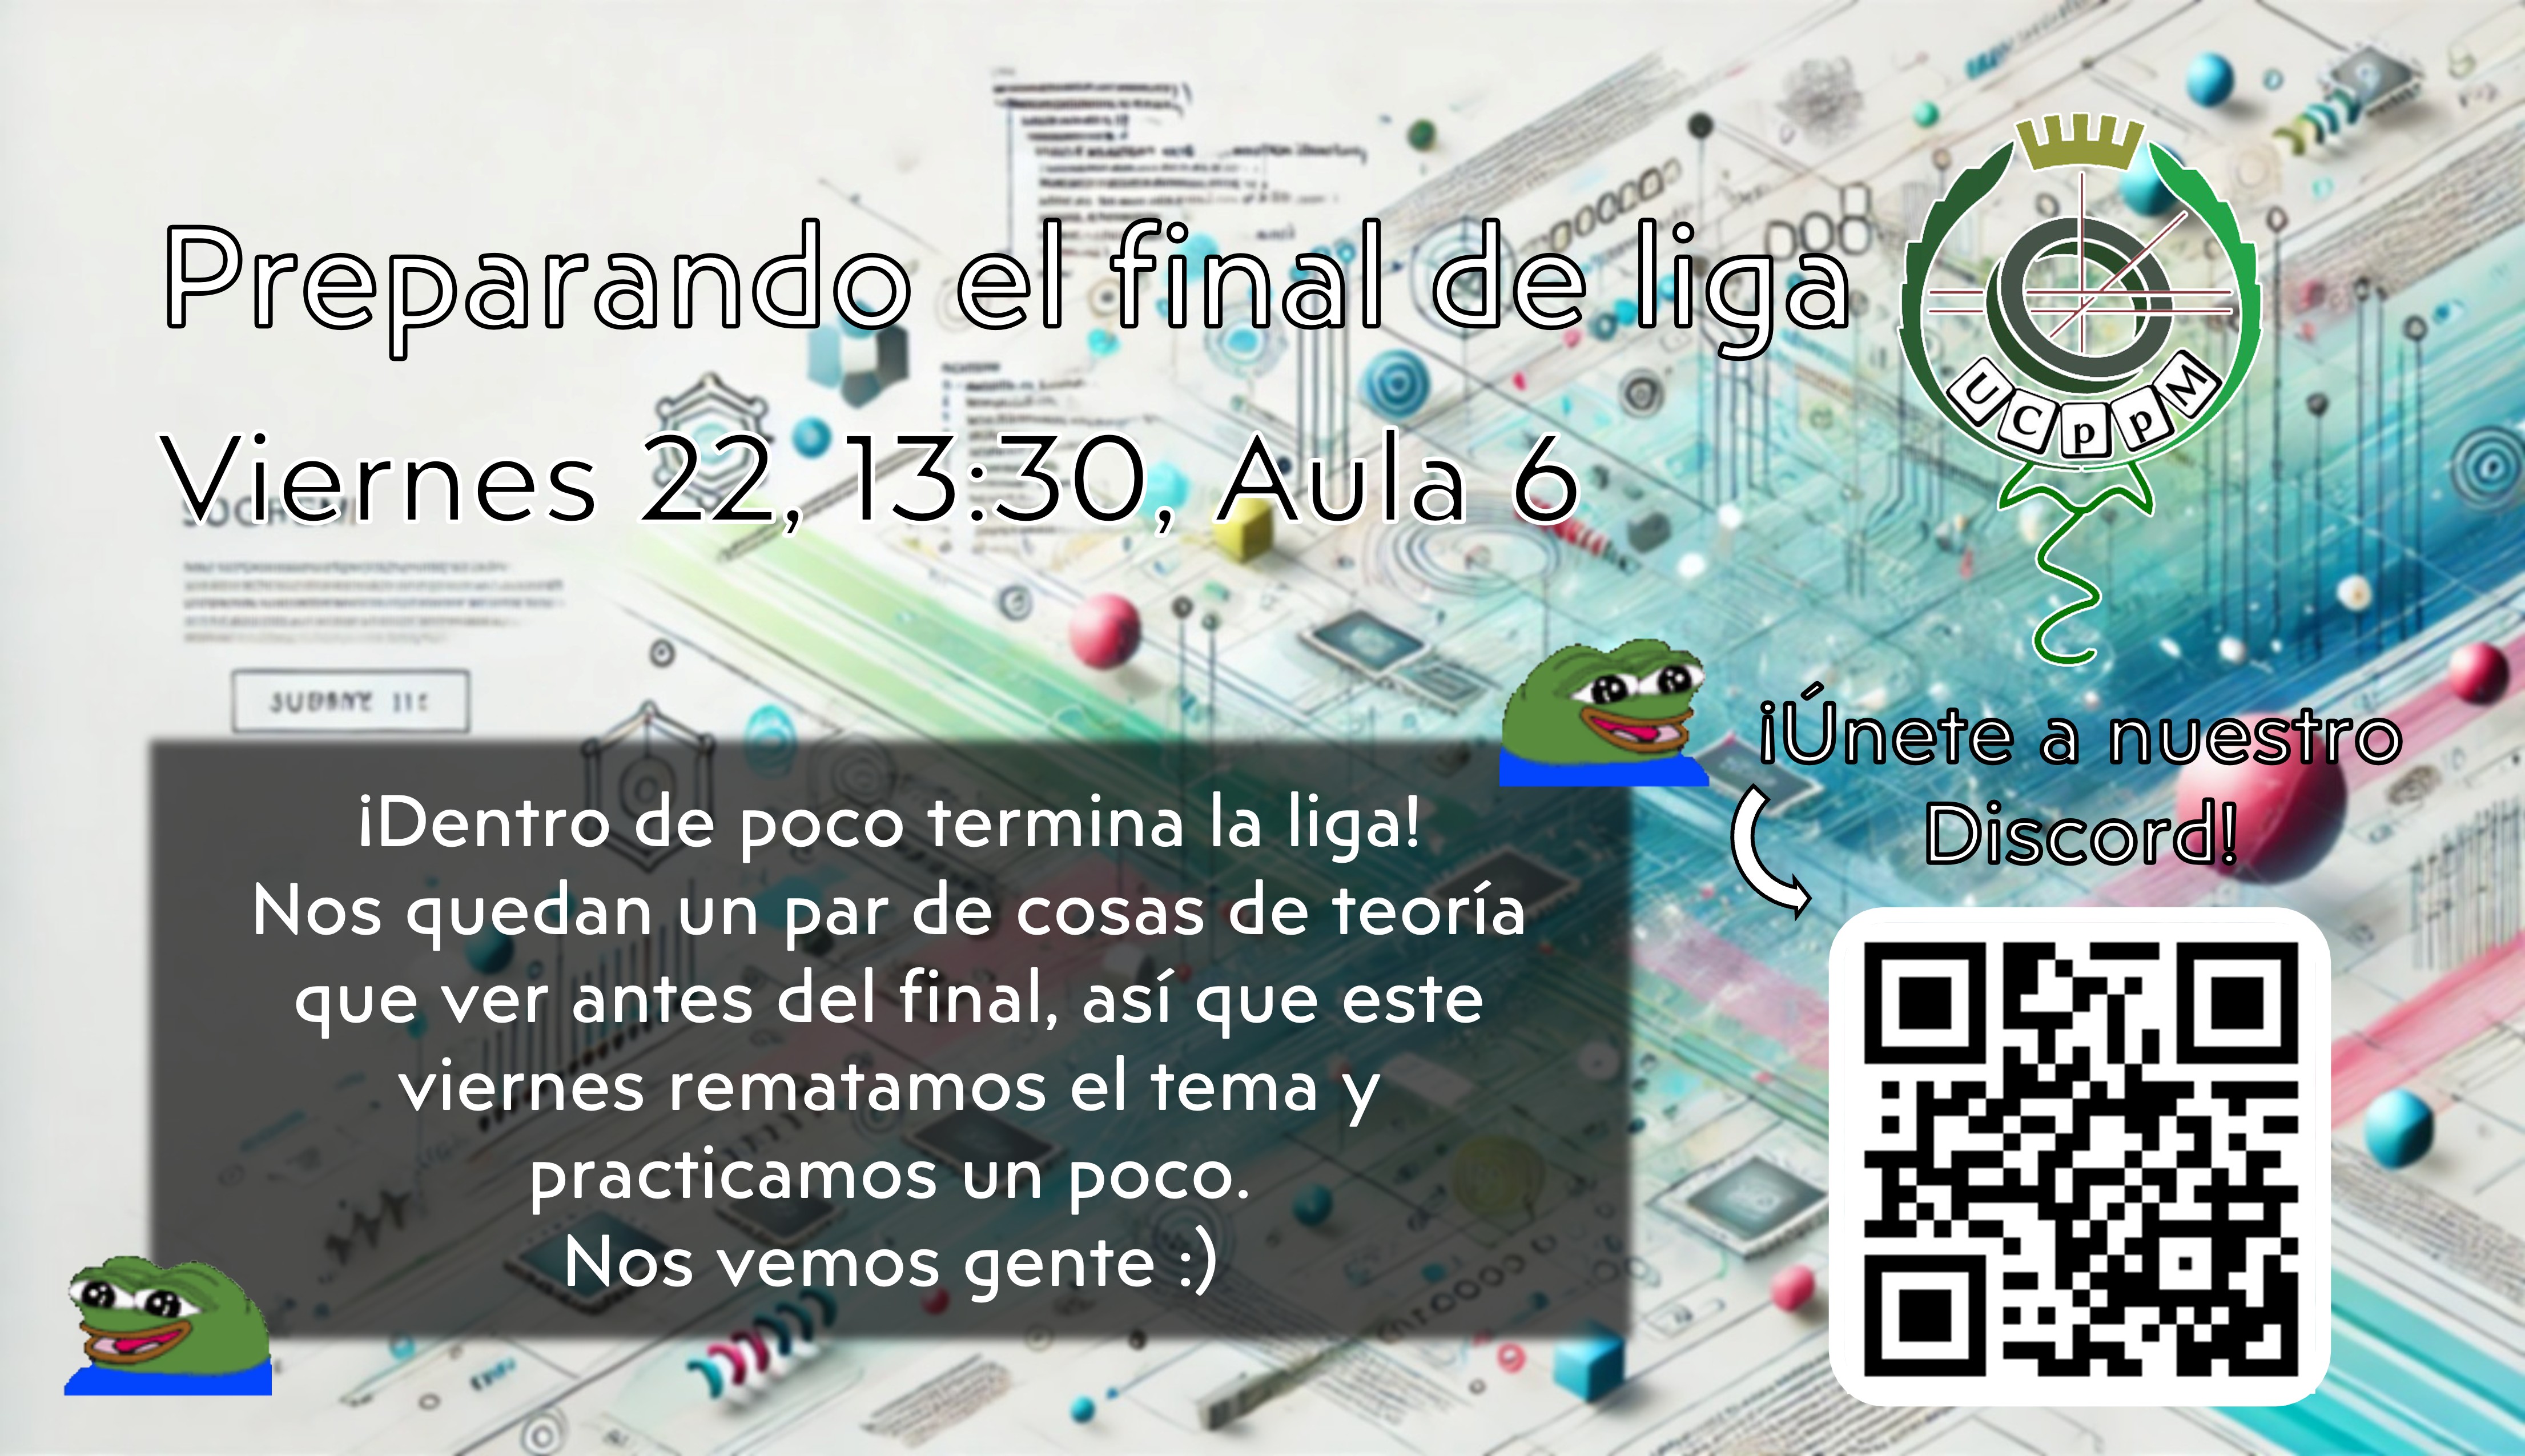 Preparando el final de liga
Viernes 22, 13:30, Aula 6
UCppM
¡Únete a nuestro
Discord!
¡Dentro de poco termina la liga!
Nos quedan un par de cosas de teoría
que ver antes del final, así que este
viernes rematamos el tema y
practicamos un poco.
Nos vemos gente :)